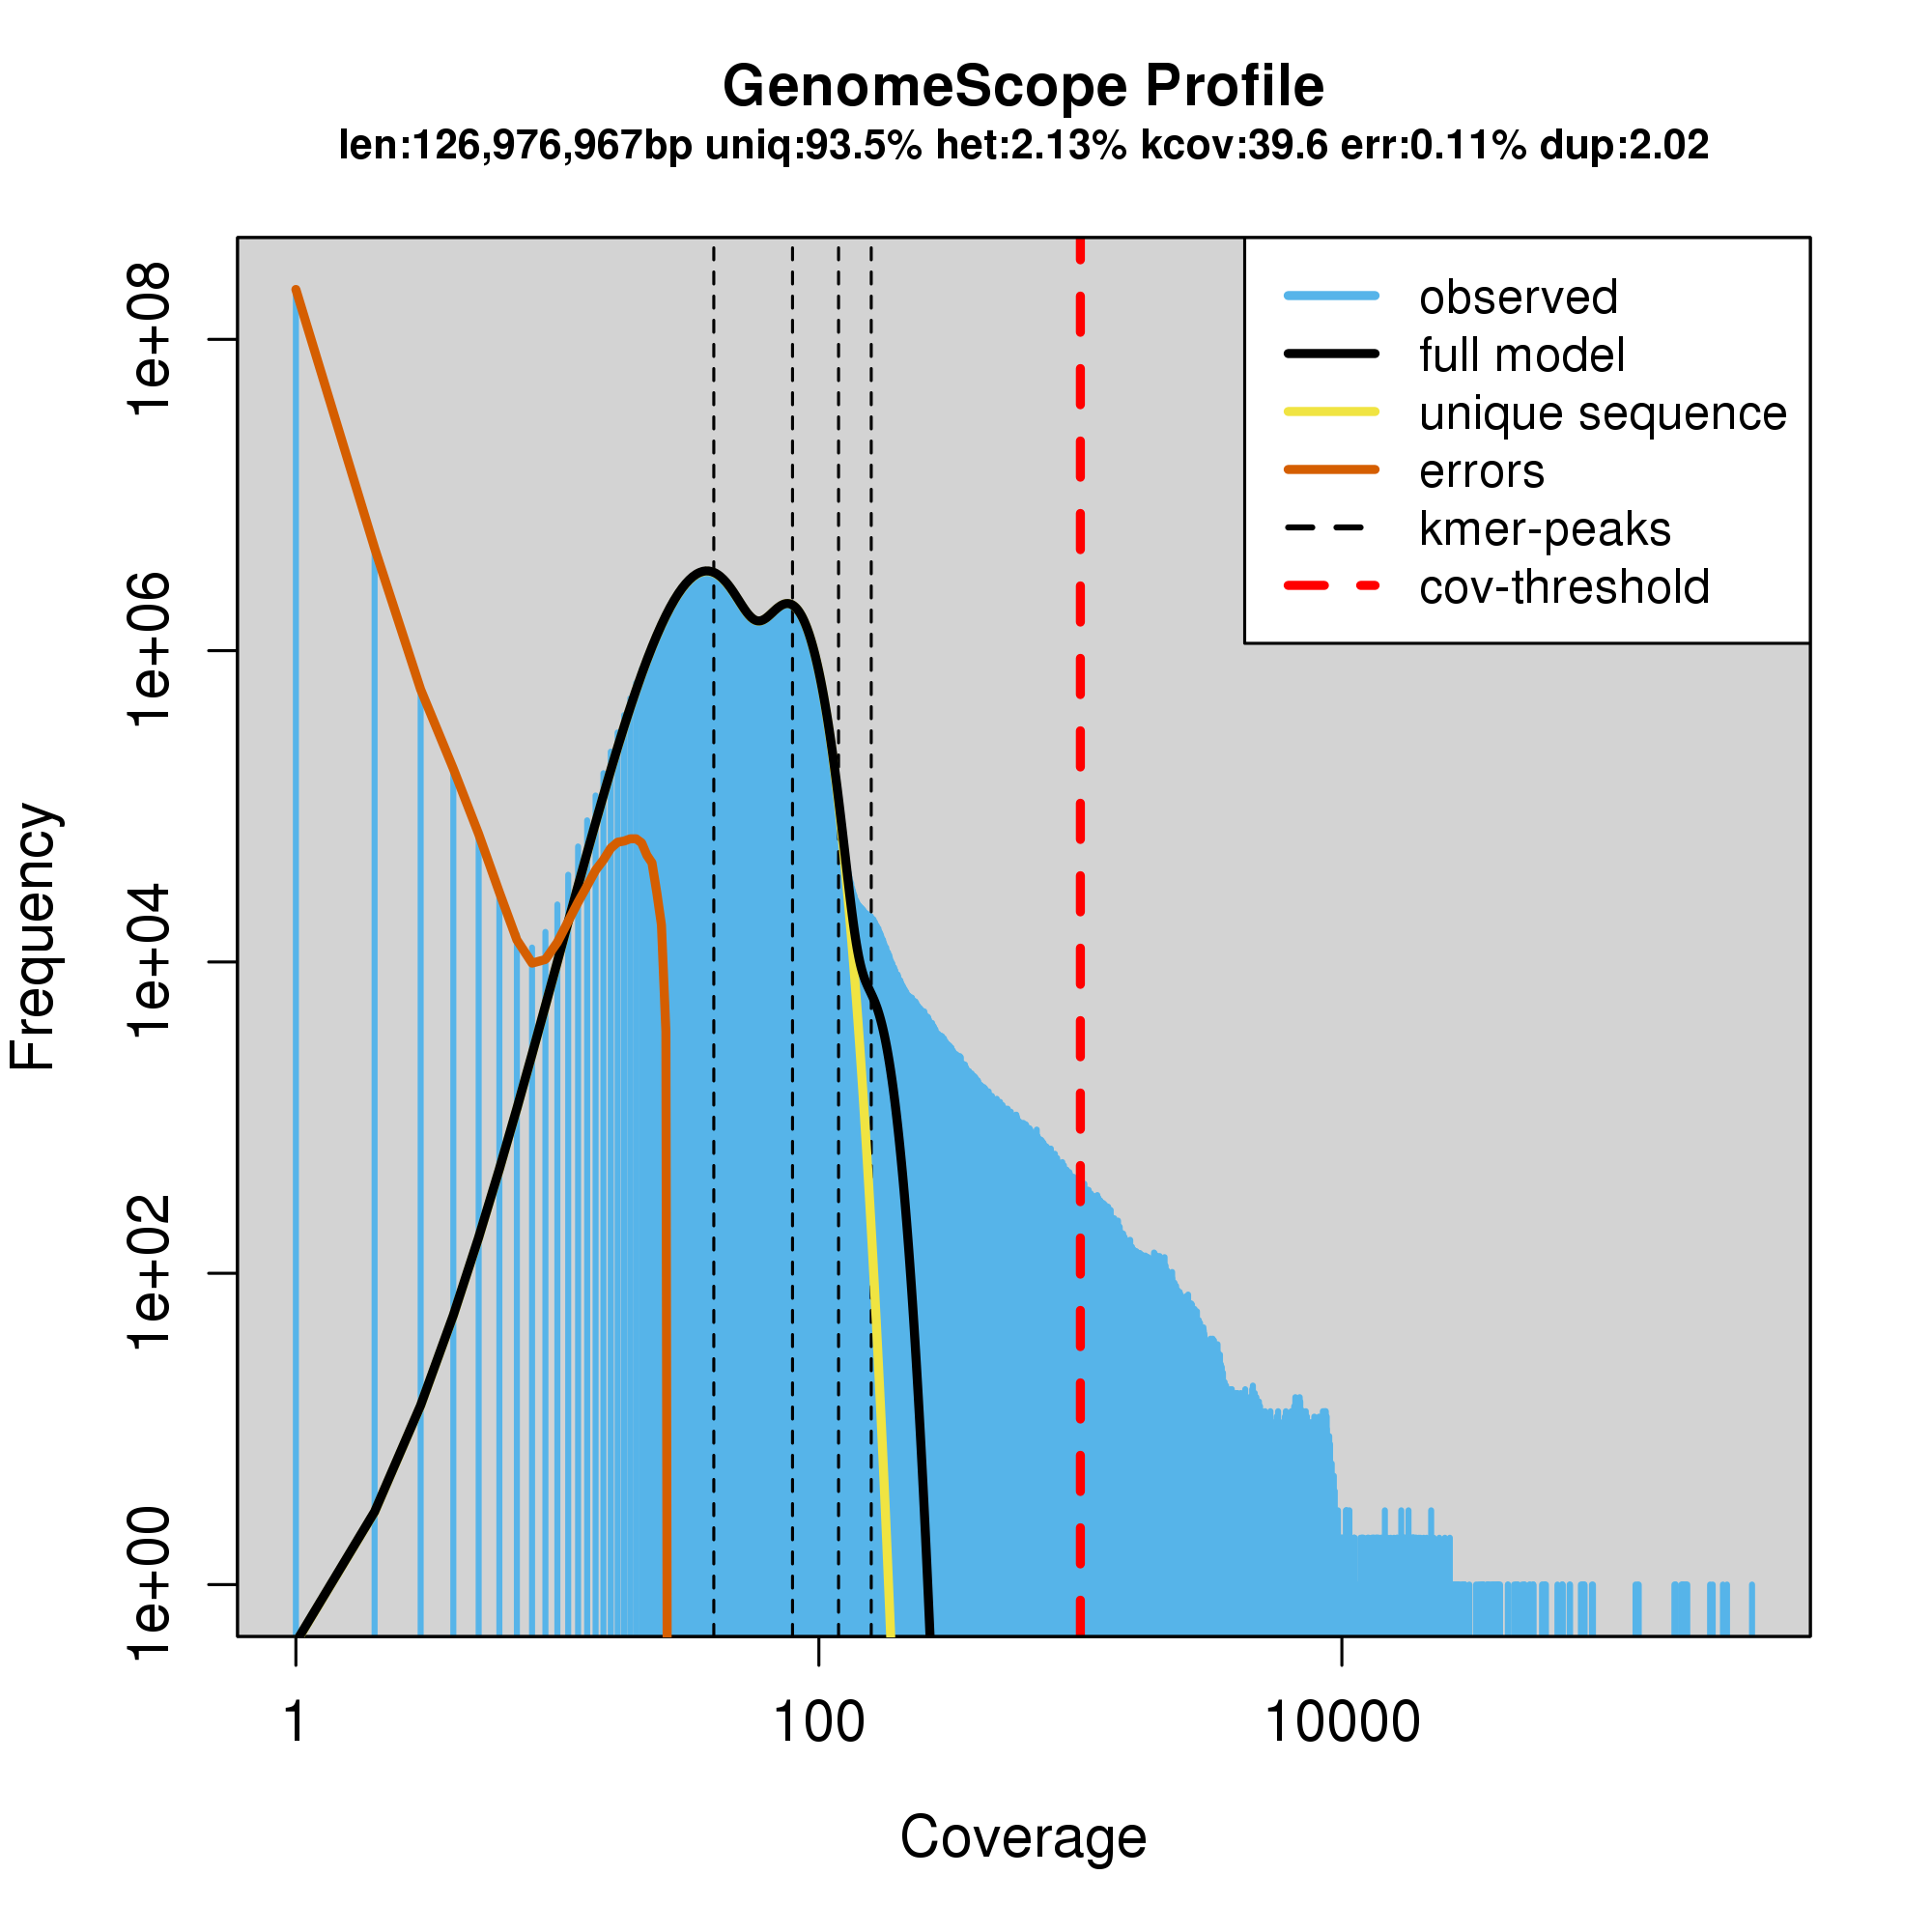 GenomeScope Profile
len:126,976,967bp uniq:93.5% het:2.13% kcov:39.6 err:0.11% dup:2.02
observed
full model
unique sequence
errors
kmer-peaks
cov-threshold
Frequency
1e+08
1e+06
1e+04
1e+02
1e+00
1
100
10000
Coverage